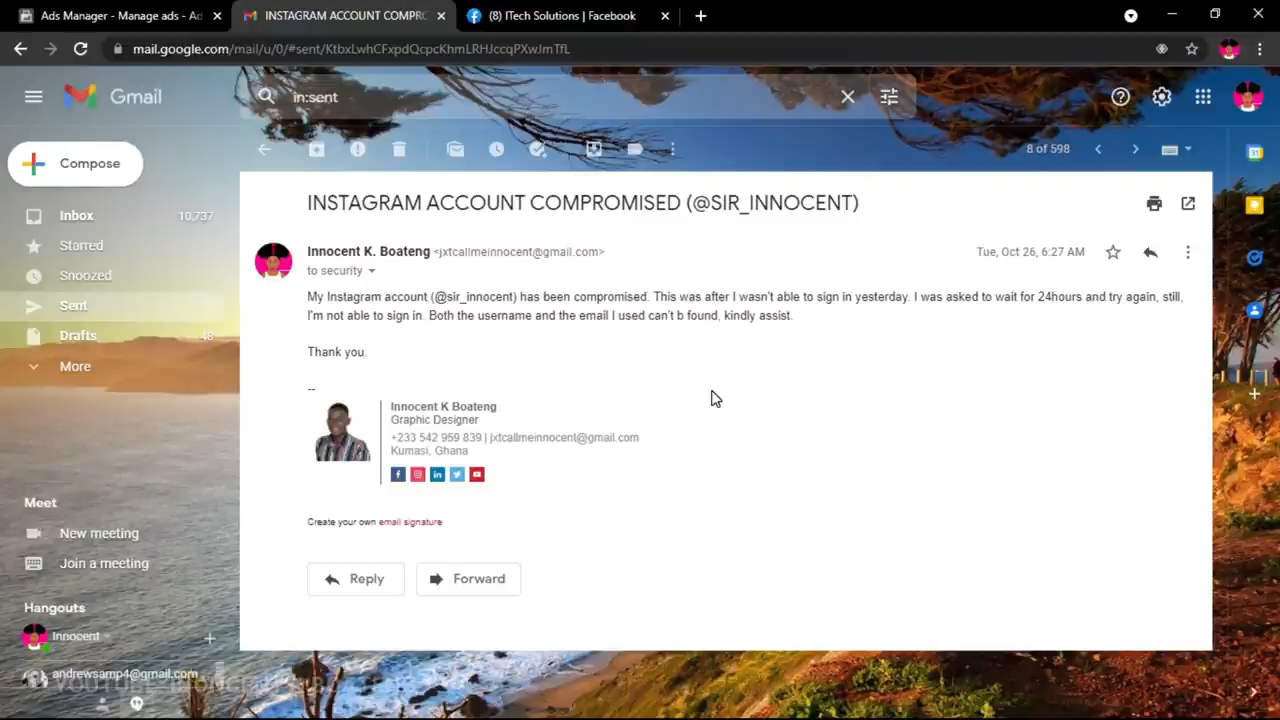 Ads Manager - Manage ads - Ad
INSTAGRAM ACCOUNT COMPRO
(8) ITech Solutions | Facebook
mail.google.com/mail/u/0/#sent/KtbxLwhCFxpdQcpcKhmLRHJccqPXwJmTfL
Gmail
in:sent
Compose
8 of 598
Inbox 10,737
Starred
Snoozed
Sent
Drafts 48
More
Meet
New meeting
Join a meeting
Hangouts
Innocent
andrewsamp4@gmail.com
INSTAGRAM ACCOUNT COMPROMISED (@SIR_INNOCENT)
Innocent K. Boateng <jxtcallmeinnocent@gmail.com>
Tue, Oct 26, 6:27 AM
to security
My Instagram account (@sir_innocent) has been compromised. This was after I wasn't able to sign in yesterday. I was asked to wait for 24hours and try again, still,
I'm not able to sign in. Both the username and the email I used can't b found, kindly assist.
Thank you.
--
Innocent K Boateng
Graphic Designer
+233 542 959 839 | jxtcallmeinnocent@gmail.com
Kumasi, Ghana
Create your own email signature
Reply
Forward